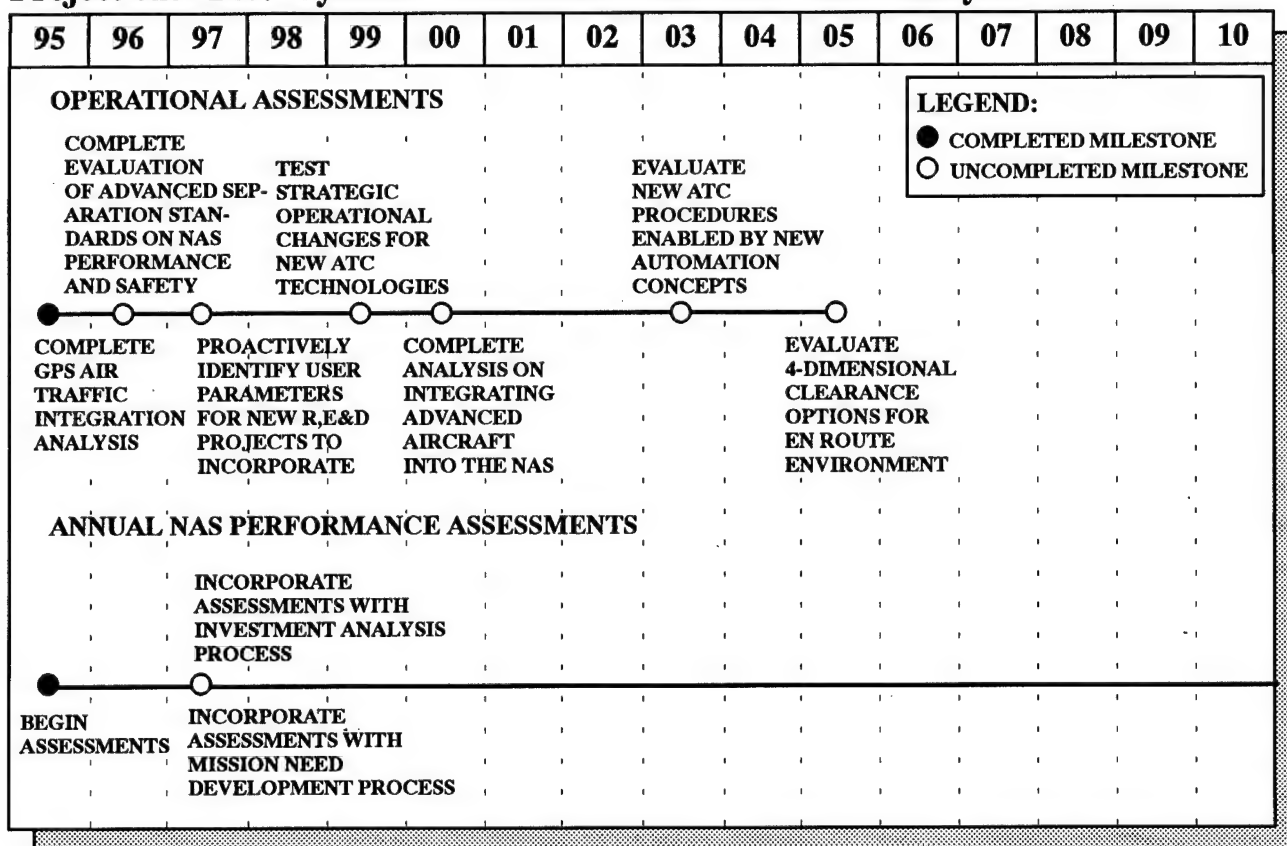 95 96 97 98 99 00 01 02 03 04 05 06 07 08 09 10
OPERATIONAL ASSESSMENTS
LEGEND:
COMPLETED MILESTONE
UNCOMPLETED MILESTONE
COMPLETE
EVALUATION
OF ADVANCED SEP-
ARATION STAN-
DARDS ON NAS
PERFORMANCE
AND SAFETY
TEST
STRATEGIC
OPERATIONAL
CHANGES FOR
NEW ATC
TECHNOLOGIES
EVALUATE
NEW ATC
PROCEDURES
ENABLED BY NEW
AUTOMATION
CONCEPTS
COMPLETE
GPS AIR
TRAFFIC
INTEGRATION
ANALYSIS
PROACTIVELY
IDENTIFY USER
PARAMETERS
FOR NEW R,E&D
PROJECTS TO
INCORPORATE
COMPLETE
ANALYSIS ON
INTEGRATING
ADVANCED
AIRCRAFT
INTO THE NAS
EVALUATE
4-DIMENSIONAL
CLEARANCE
OPTIONS FOR
EN ROUTE
ENVIRONMENT
ANNUAL NAS PERFORMANCE ASSESSMENTS
INCORPORATE
ASSESSMENTS WITH
INVESTMENT ANALYSIS
PROCESS
BEGIN
ASSESSMENTS
INCORPORATE
ASSESSMENTS WITH
MISSION NEED
DEVELOPMENT PROCESS